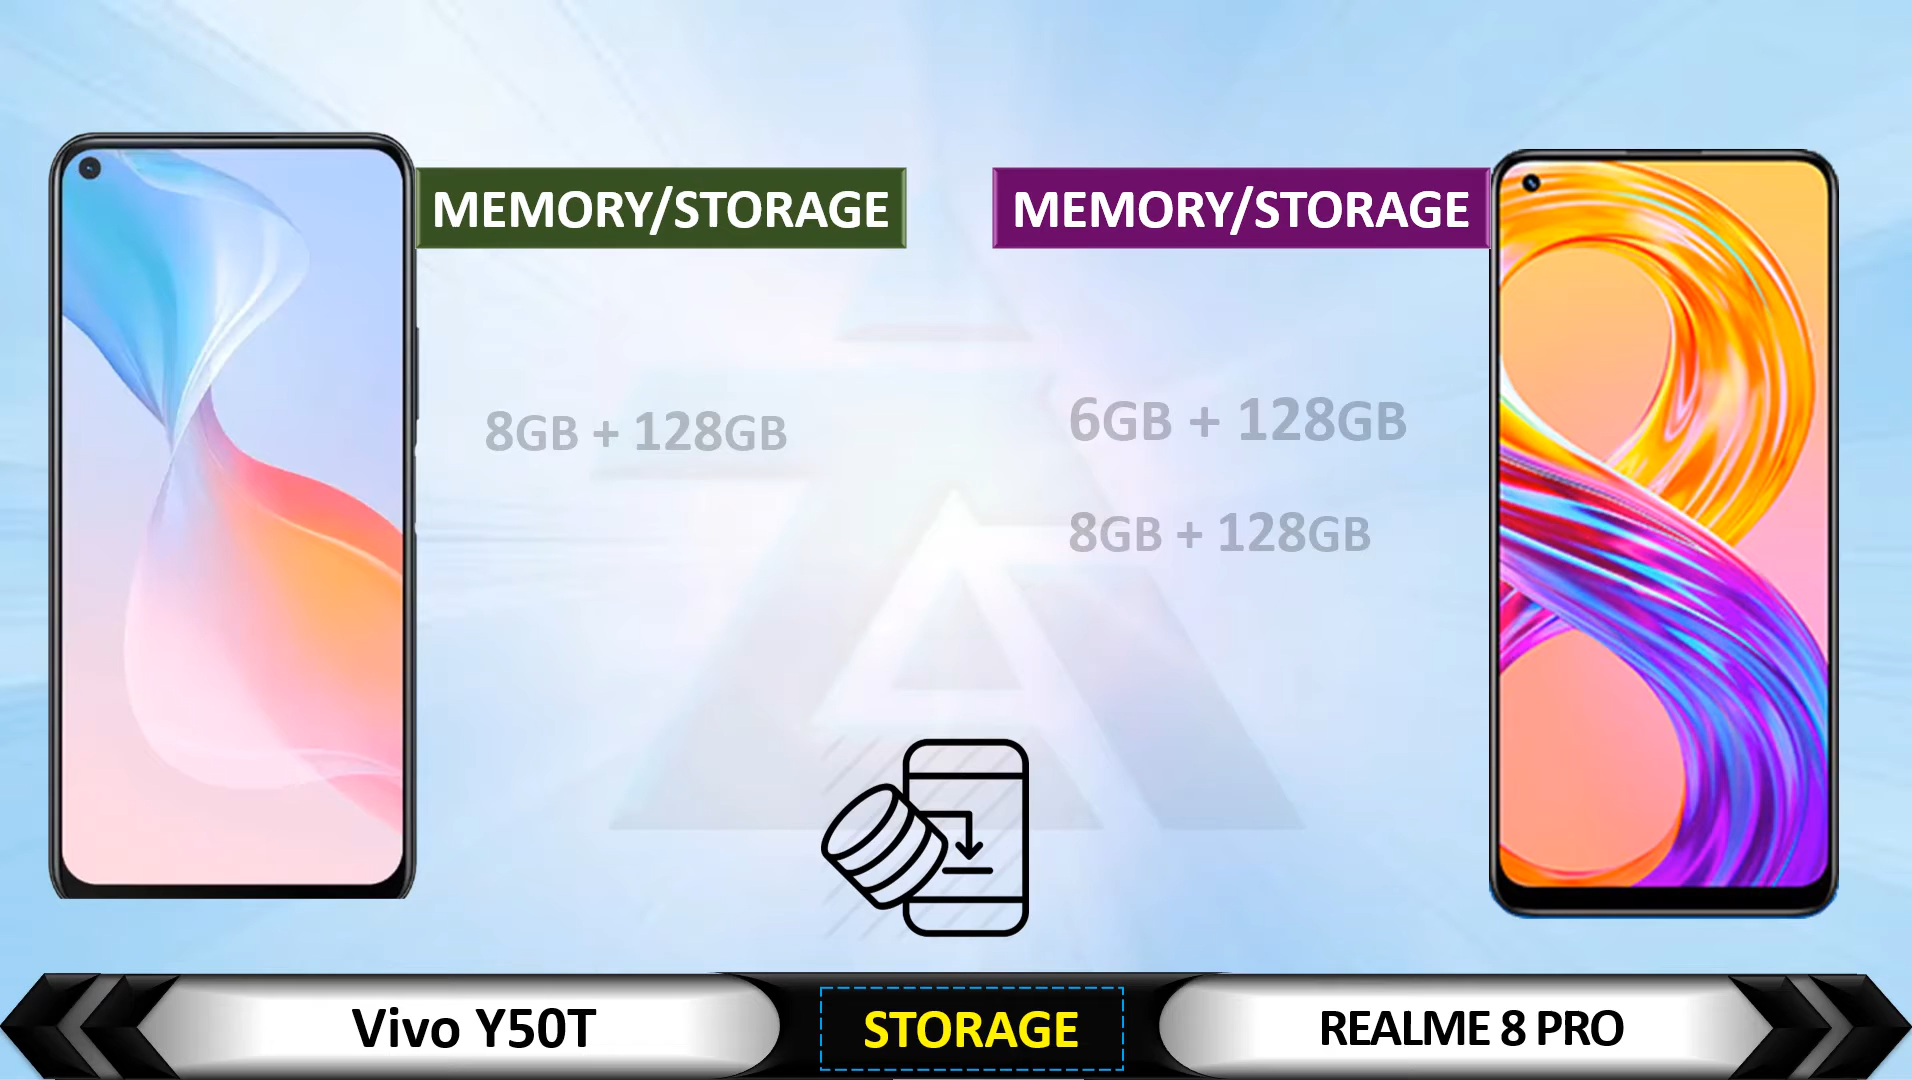 MEMORY/STORAGE
8GB + 128GB
MEMORY/STORAGE
6GB + 128GB
8GB + 128GB
Vivo Y50T
STORAGE
REALME 8 PRO